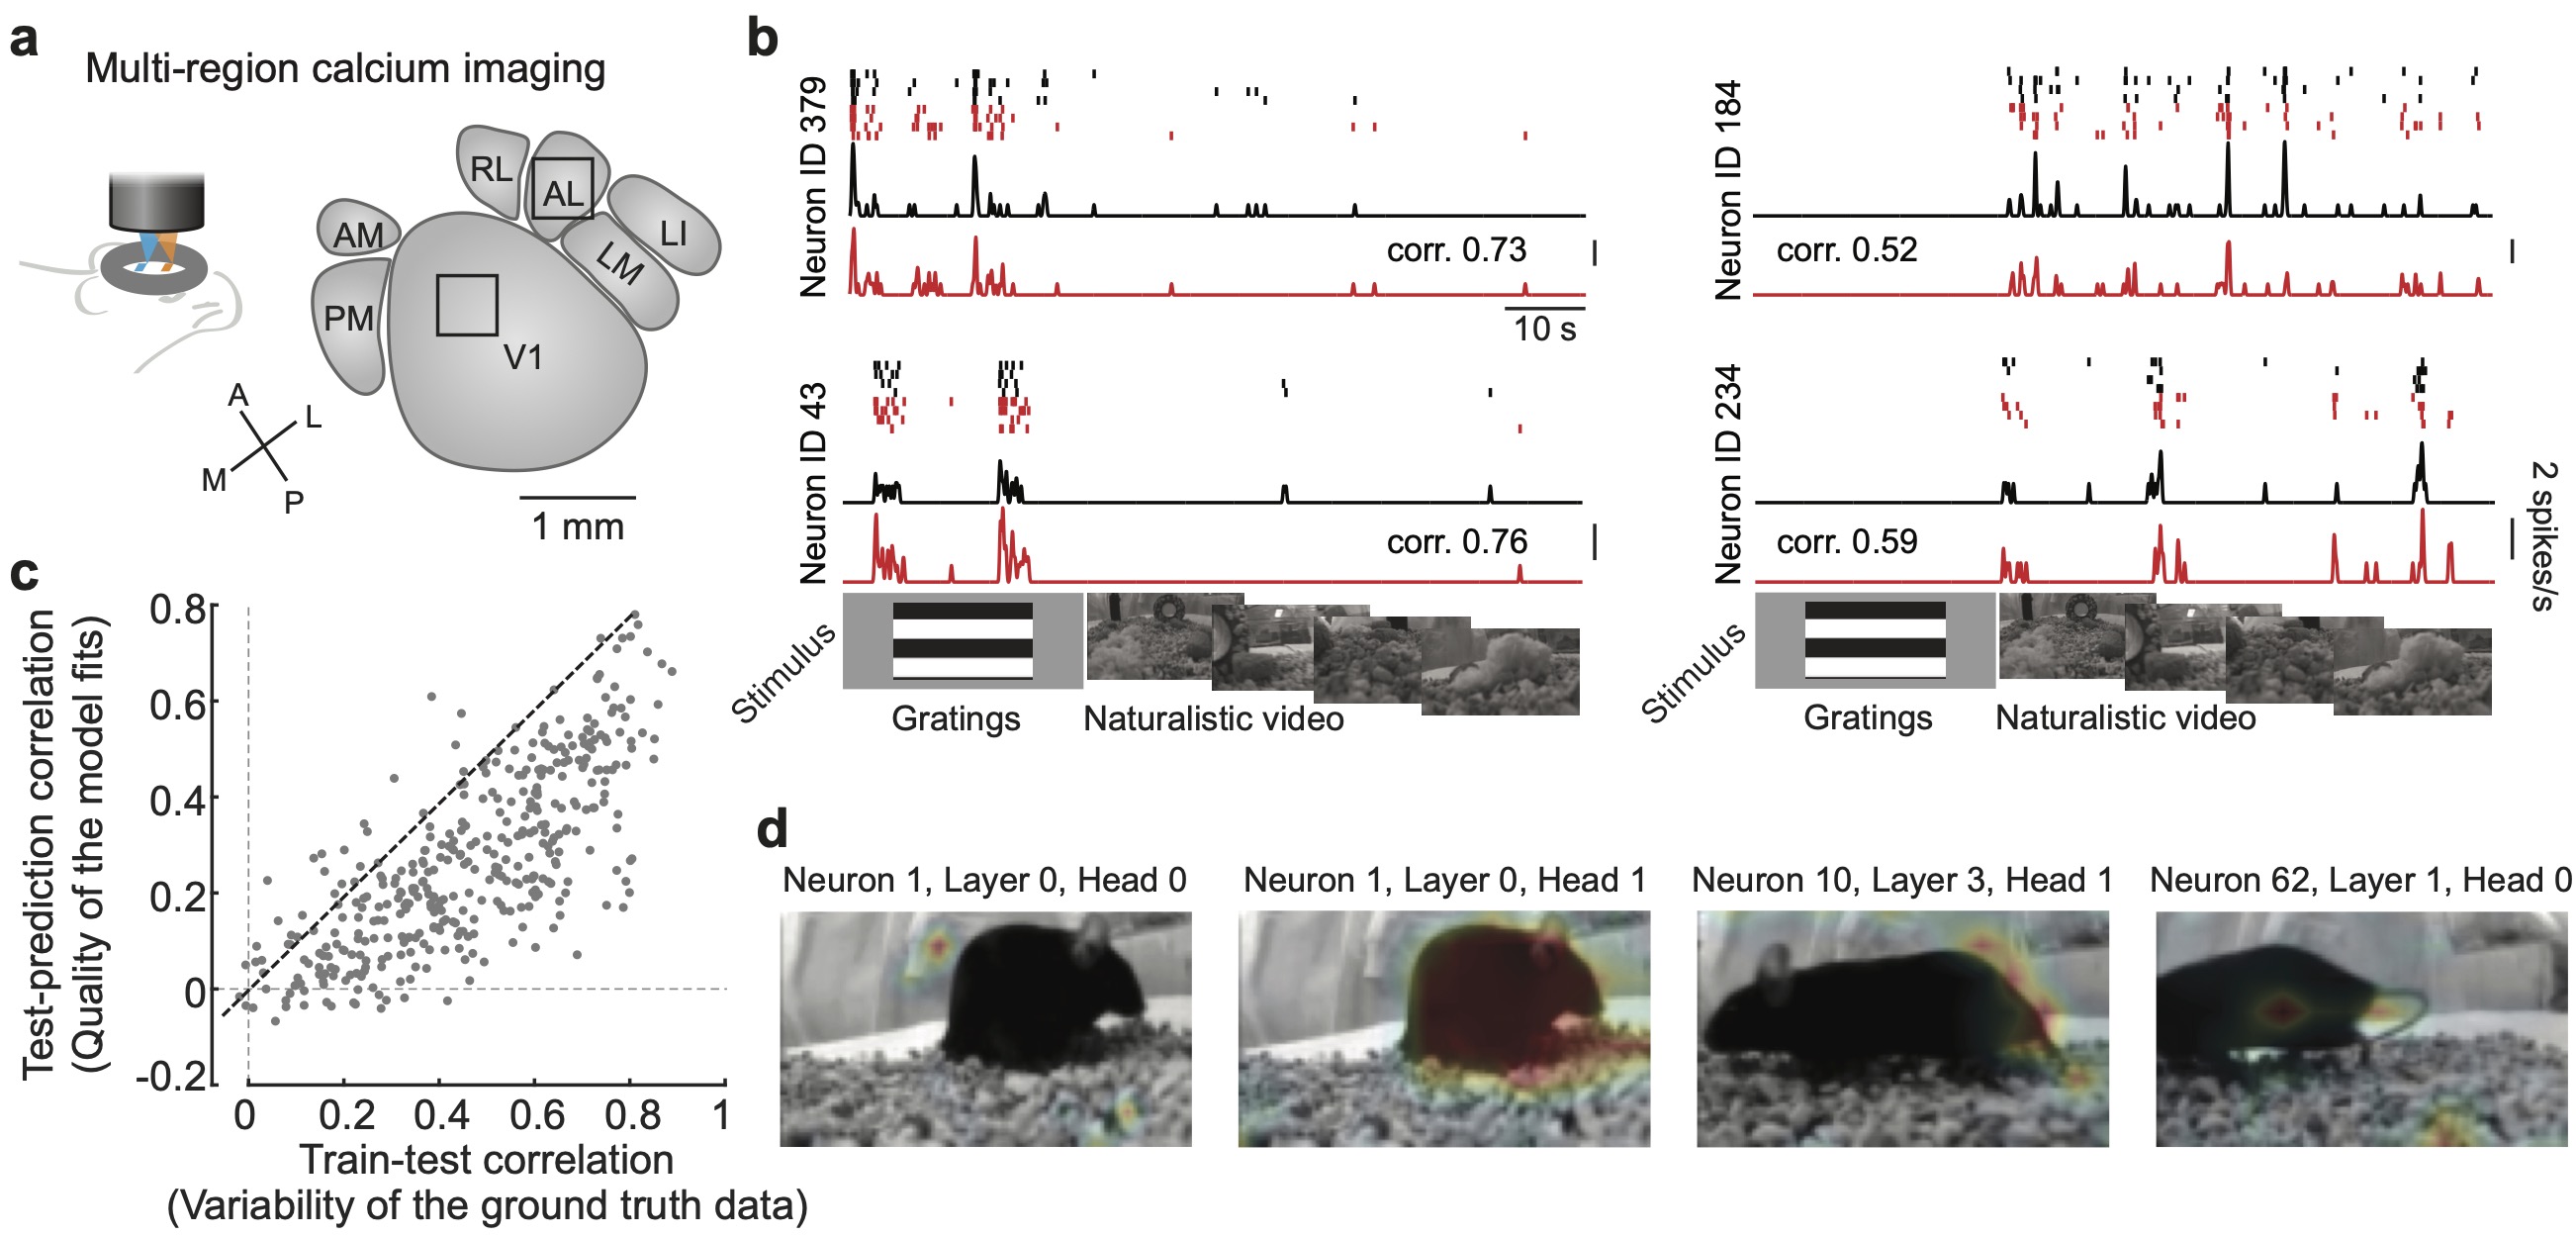 a
Multi-region calcium imaging
RL
AL
LI
AM
LM
PM
V1
A
L
M
P
1 mm
b
Neuron ID 379
corr. 0.73
10 s
Neuron ID 184
corr. 0.52
Neuron ID 43
corr. 0.76
Neuron ID 234
corr. 0.59
2 spikes/s
Stimulus
Gratings
Naturalistic video
Stimulus
Gratings
Naturalistic video
c
Test-prediction correlation
(Quality of the model fits)
0.8
0.6
0.4
0.2
0
-0.2
0
0.2
0.4
0.6
0.8
1
Train-test correlation
(Variability of the ground truth data)
d
Neuron 1, Layer 0, Head 0
Neuron 1, Layer 0, Head 1
Neuron 10, Layer 3, Head 1
Neuron 62, Layer 1, Head 0